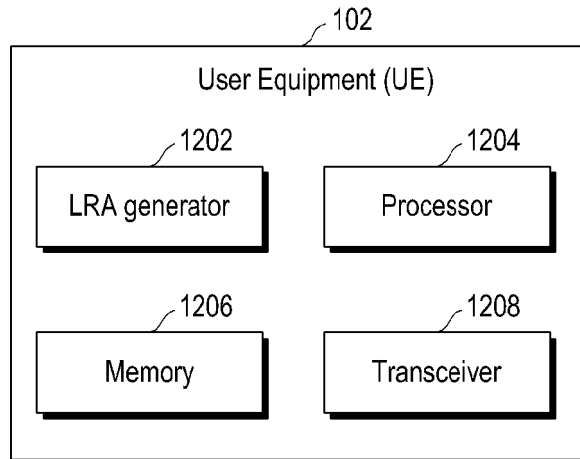 102
User Equipment (UE)
1202 1204
LRA generator Processor
1206 1208
Memory Transceiver